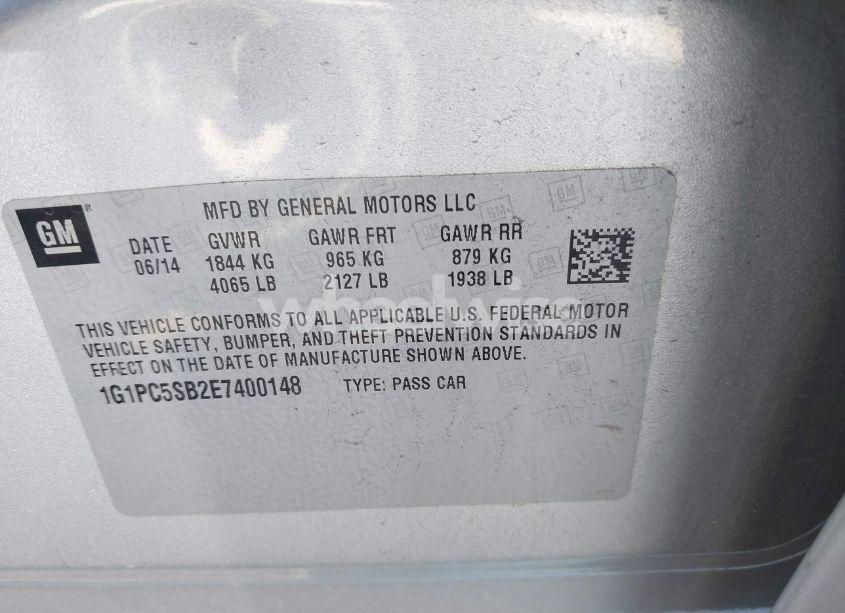 GM
MFD BY GENERAL MOTORS LLC
DATE GVWR GAWR FRT GAWR RR
06/14 1844 KG 965 KG 879 KG
4065 LB 2127 LB 1938 LB
THIS VEHICLE CONFORMS TO ALL APPLICABLE U.S. FEDERAL MOTOR
VEHICLE SAFETY, BUMPER, AND THEFT PREVENTION STANDARDS IN
EFFECT ON THE DATE OF MANUFACTURE SHOWN ABOVE.
1G1PC5SB2E7400148 TYPE: PASS CAR